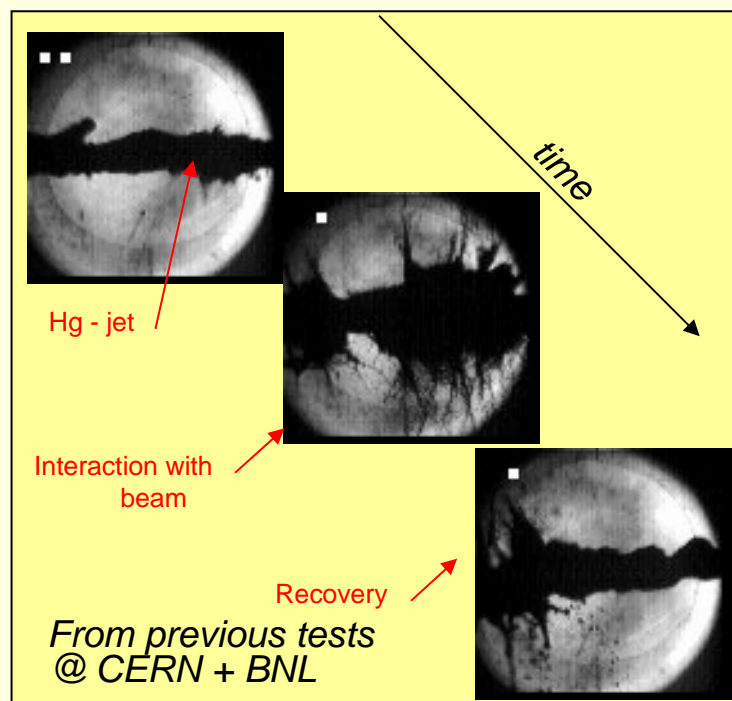 time
Hg - jet
Interaction with
beam
Recovery
From previous tests
@ CERN + BNL